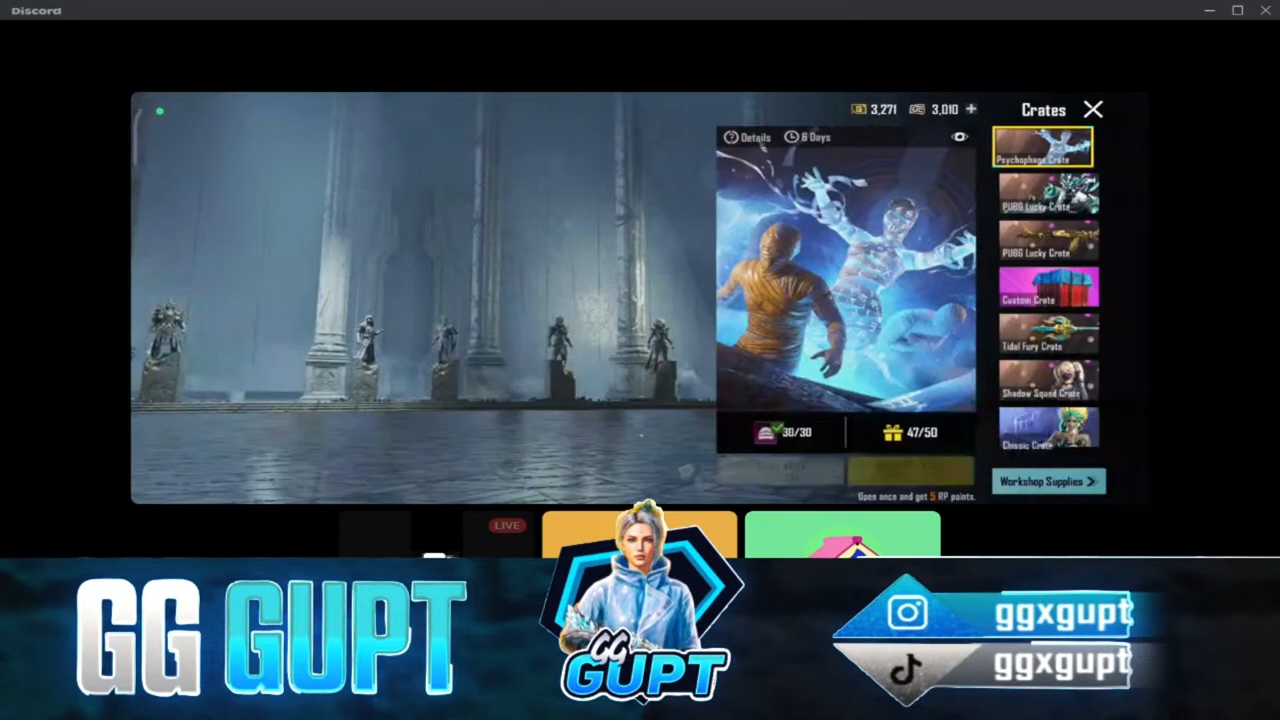 Discord
3,271
3,010
Crates
Details
8 Days
Psychophage Crate
PUBG Lucky Crate
PUBG Lucky Crate
Custom Crate
Tidal Fury Crate
Shadow Squad Crate
Classic Crate
30/30
47/50
Workshop Supplies
Open once and get 5 RP points.
LIVE
GG GUPT
GG
GUPT
ggxgupt
ggxgupt